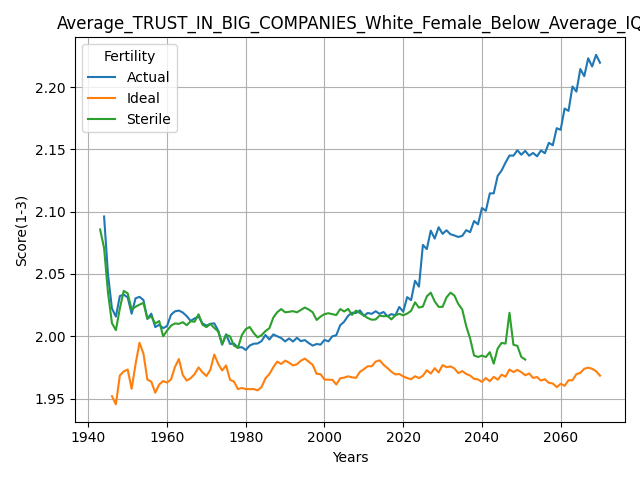 Average_TRUST_IN_BIG_COMPANIES_White_Female_Below_Average_IQ
Fertility
Actual
Ideal
Sterile
Score(1-3)
2.20
2.15
2.10
2.05
2.00
1.95
1940 1960 1980 2000 2020 2040 2060
Years